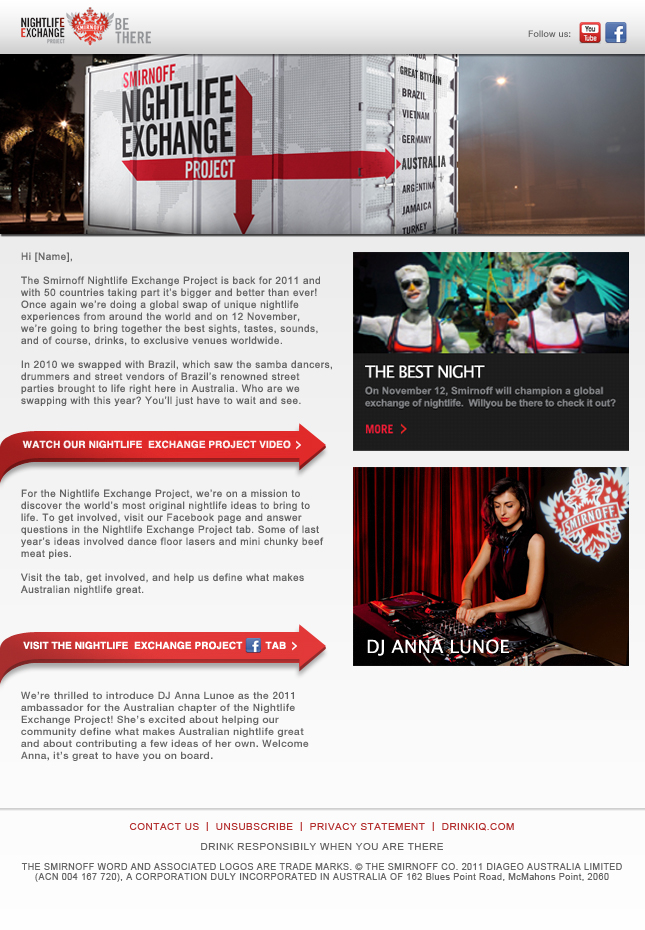 NIGHTLIFE
EXCHANGE
PROJECT
SMIRNOFF
BE
THERE
Follow us:
You
Tube
f
SMIRNOFF
NIGHTLIFE
EXCHANGE
PROJECT
GREAT BTITAIN
BRAZIL
VIETNAM
GERMANY
AUSTRALIA
ARGENTINA
JAMAICA
TURKEY
Hi [Name],
The Smirnoff Nightlife Exchange Project is back for 2011 and
with 50 countries taking part it's bigger and better than ever!
Once again we're doing a global swap of unique nightlife
experiences from around the world and on 12 November,
we're going to bring together the best sights, tastes, sounds,
and of course, drinks, to exclusive venues worldwide.
In 2010 we swapped with Brazil, which saw the samba dancers,
drummers and street vendors of Brazil's renowned street
parties brought to life right here in Australia. Who are we
swapping with this year? You'll just have to wait and see.
WATCH OUR NIGHTLIFE EXCHANGE PROJECT VIDEO >
For the Nightlife Exchange Project, we're on a mission to
discover the world's most original nightlife ideas to bring to
life. To get involved, visit our Facebook page and answer
questions in the Nightlife Exchange Project tab. Some of last
year's ideas involved dance floor lasers and mini chunky beef
meat pies.
Visit the tab, get involved, and help us define what makes
Australian nightlife great.
VISIT THE NIGHTLIFE EXCHANGE PROJECT f TAB >
We're thrilled to introduce DJ Anna Lunoe as the 2011
ambassador for the Australian chapter of the Nightlife
Exchange Project! She's excited about helping our
community define what makes Australian nightlife great
and about contributing a few ideas of her own. Welcome
Anna, it's great to have you on board.
THE BEST NIGHT
On November 12, Smirnoff will champion a global
exchange of nightlife. Willyou be there to check it out?
MORE >
SMIRNOFF
DJ ANNA LUNOE
CONTACT US | UNSUBSCRIBE | PRIVACY STATEMENT | DRINKIQ.COM
DRINK RESPONSIBILY WHEN YOU ARE THERE
THE SMIRNOFF WORD AND ASSOCIATED LOGOS ARE TRADE MARKS. © THE SMIRNOFF CO. 2011 DIAGEO AUSTRALIA LIMITED
(ACN 004 167 720), A CORPORATION DULY INCORPORATED IN AUSTRALIA OF 162 Blues Point Road, McMahons Point, 2060